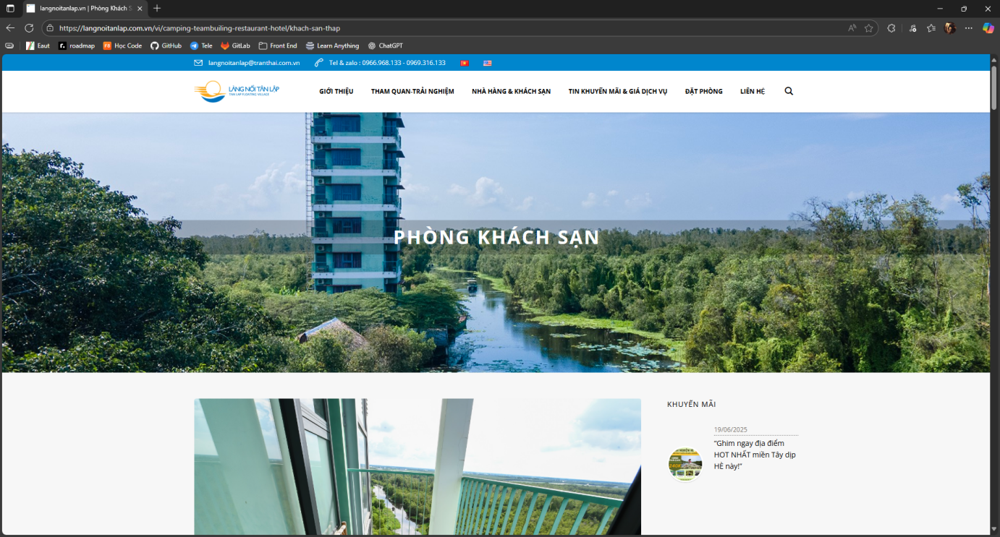 langnoitanlap.vn | Phòng Khách S
https://langnoitanlap.com.vn/vi/camping-teambuiling-restaurant-hotel/khach-san-thap
Eaut roadmap Học Code GitHub Tele GitLab Front End Learn Anything ChatGPT
langnoitanlap@tranthai.com.vn Tel & zalo : 0966.968.133 - 0969.316.133
LÀNG NỔI TÂN LẬP
TAN LAP FLOATING VILLAGE
GIỚI THIỆU THAM QUAN-TRẢI NGHIỆM NHÀ HÀNG & KHÁCH SẠN TIN KHUYẾN MÃI & GIÁ DỊCH VỤ ĐẶT PHÒNG LIÊN HỆ
PHÒNG KHÁCH SẠN
KHUYẾN MÃI
19/06/2025
“Ghim ngay địa điểm
HOT NHẤT miền Tây dịp
HÈ này!”